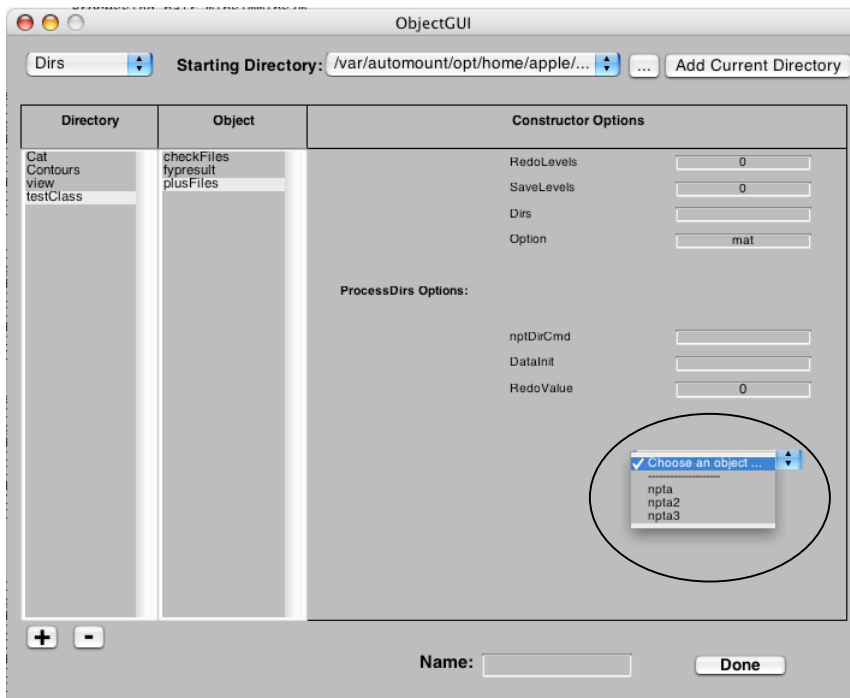 ObjectGUI
Dirs Starting Directory: /var/automount/opt/home/apple/... ... Add Current Directory
Directory Object Constructor Options
Cat
Contours
view
testClass
checkFiles
fypresult
plusFiles
RedoLevels 0
SaveLevels 0
Dirs
Option mat
ProcessDirs Options:
nptDirCmd
DataInit
RedoValue 0
✓ Choose an object ...
--------------------
npta
npta2
npta3
+ -
Name: Done